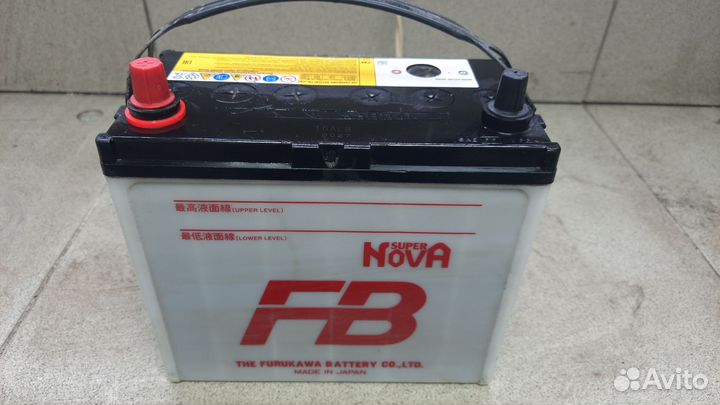 最高液面線(UPPER LEVEL)
最低液面線(LOWER LEVEL)
SUPER
NOVA
FB
THE FURUKAWA BATTERY CO.,LTD.
MADE IN JAPAN
Avito